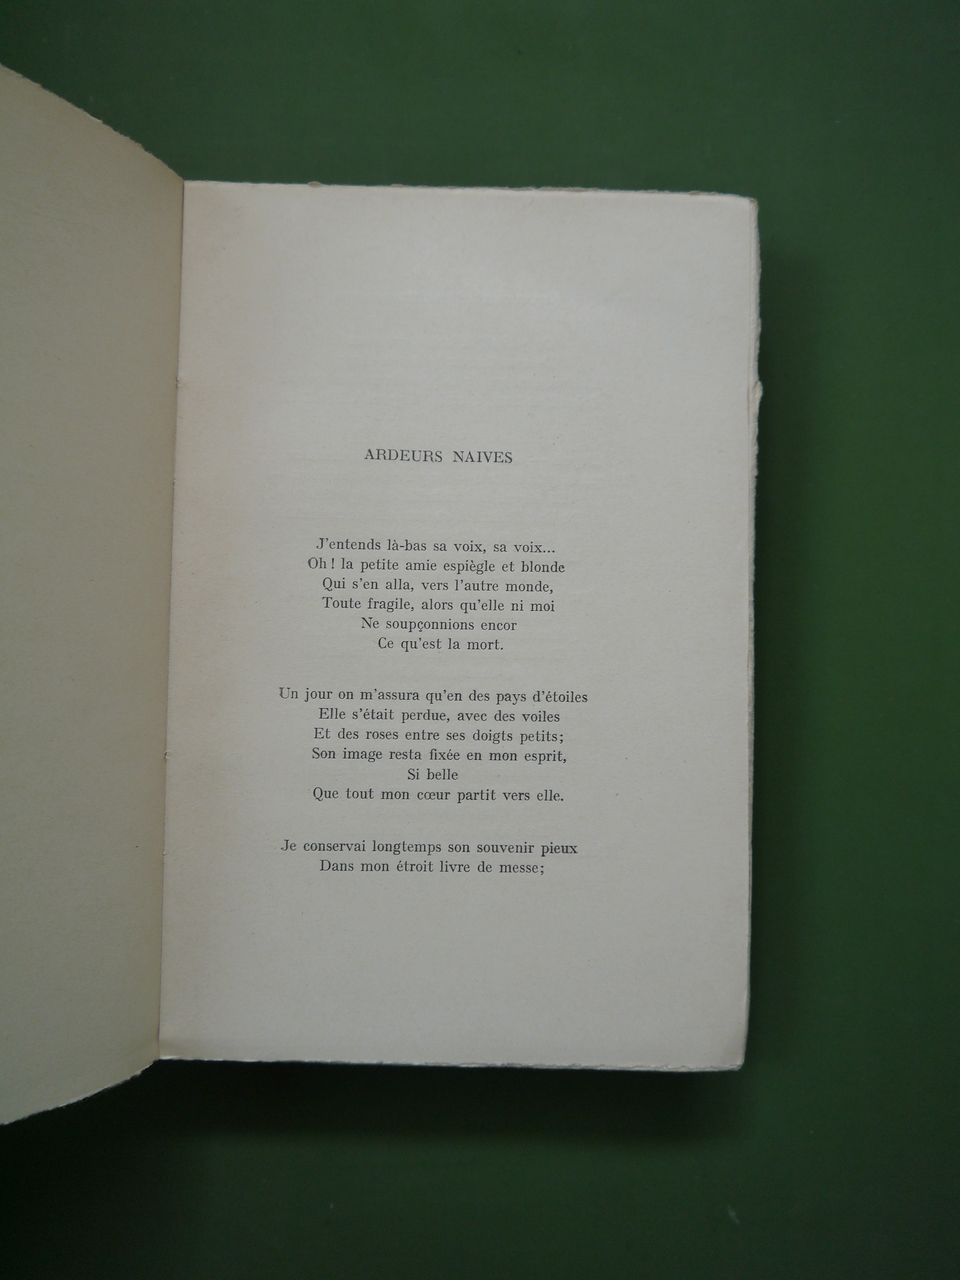 ARDEURS NAIVES
J'entends là-bas sa voix, sa voix...
Oh! la petite amie espiègle et blonde
Qui s'en alla, vers l'autre monde,
Toute fragile, alors qu'elle ni moi
Ne soupçonnions encor
Ce qu'est la mort.
Un jour on m'assura qu'en des pays d'étoiles
Elle s'était perdue, avec des voiles
Et des roses entre ses doigts petits;
Son image resta fixée en mon esprit,
Si belle
Que tout mon cœur partit vers elle.
Je conservai longtemps son souvenir pieux
Dans mon étroit livre de messe;